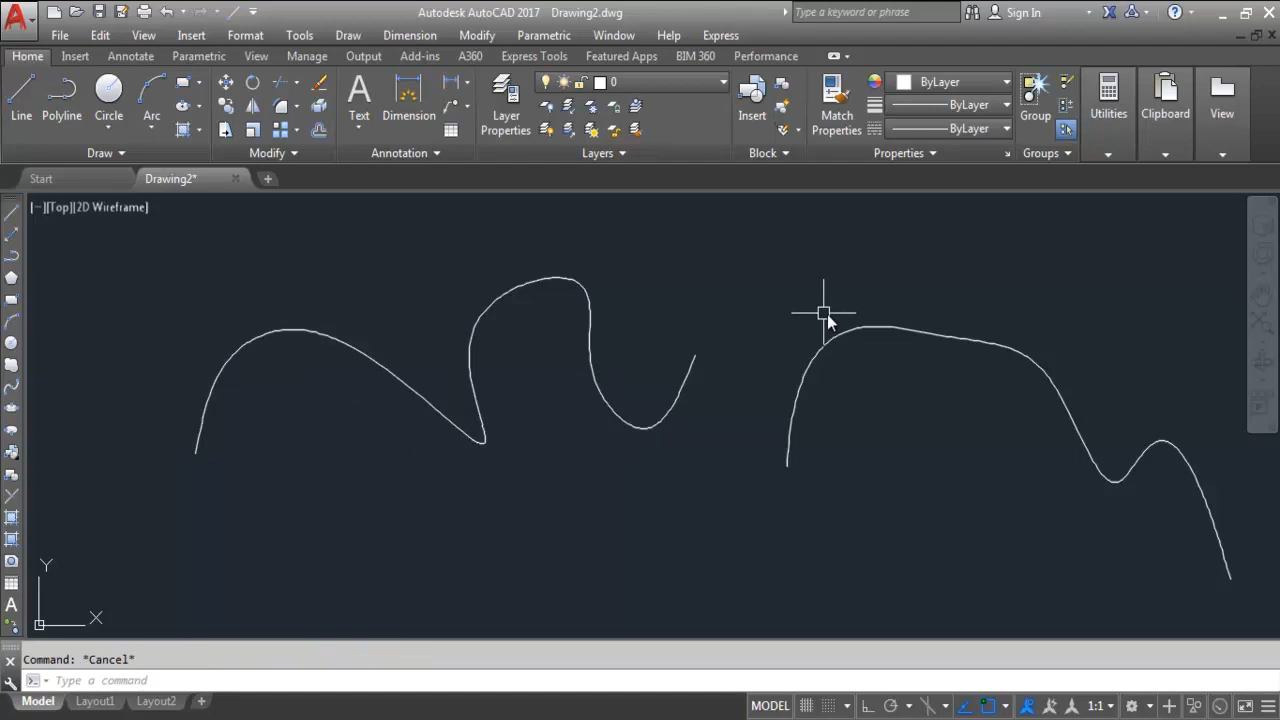 Autodesk AutoCAD 2017 Drawing2.dwg
Type a keyword or phrase
Sign In
File Edit View Insert Format Tools Draw Dimension Modify Parametric Window Help Express
Home Insert Annotate Parametric View Manage Output Add-ins A360 Express Tools Featured Apps BIM 360 Performance
0
ByLayer
ByLayer
ByLayer
Line Polyline Circle Arc
Text Dimension
Layer
Properties
Insert
Match
Properties
Group
Utilities
Clipboard
View
Draw Modify Annotation Layers Block Properties Groups
Start Drawing2*
[−][Top][2D Wireframe]
Y
X
Command: *Cancel*
Type a command
Model Layout1 Layout2
MODEL
1:1